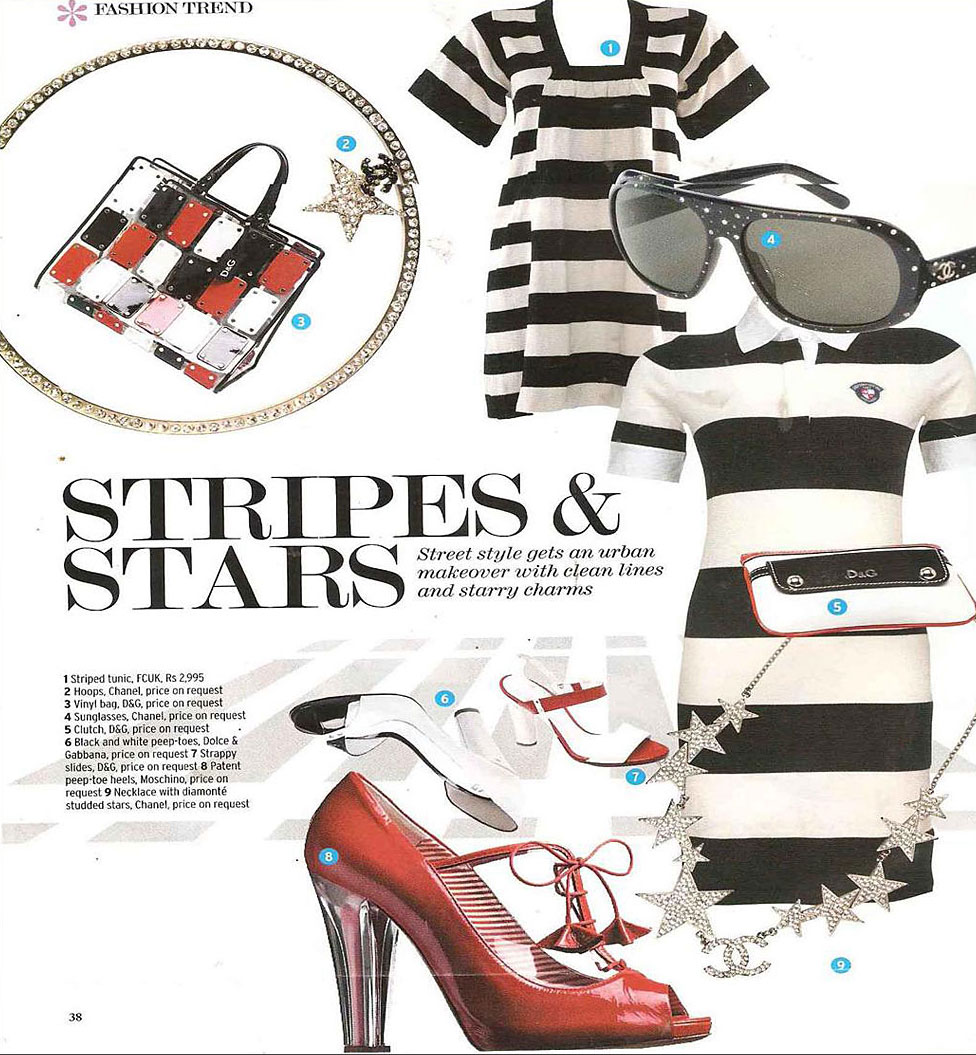 FASHION TREND
1
2
D&G
3
4
STRIPES &
STARS
Street style gets an urban
makeover with clean lines
and starry charms
D&G
5
1 Striped tunic, FCUK, Rs 2,995
2 Hoops, Chanel, price on request
3 Vinyl bag, D&G, price on request
4 Sunglasses, Chanel, price on request
5 Clutch, D&G, price on request
6 Black and white peep-toes, Dolce &
Gabbana, price on request 7 Strappy
slides, D&G, price on request 8 Patent
peep-toe heels, Moschino, price on
request 9 Necklace with diamonté
studded stars, Chanel, price on request
6
7
8
9
38